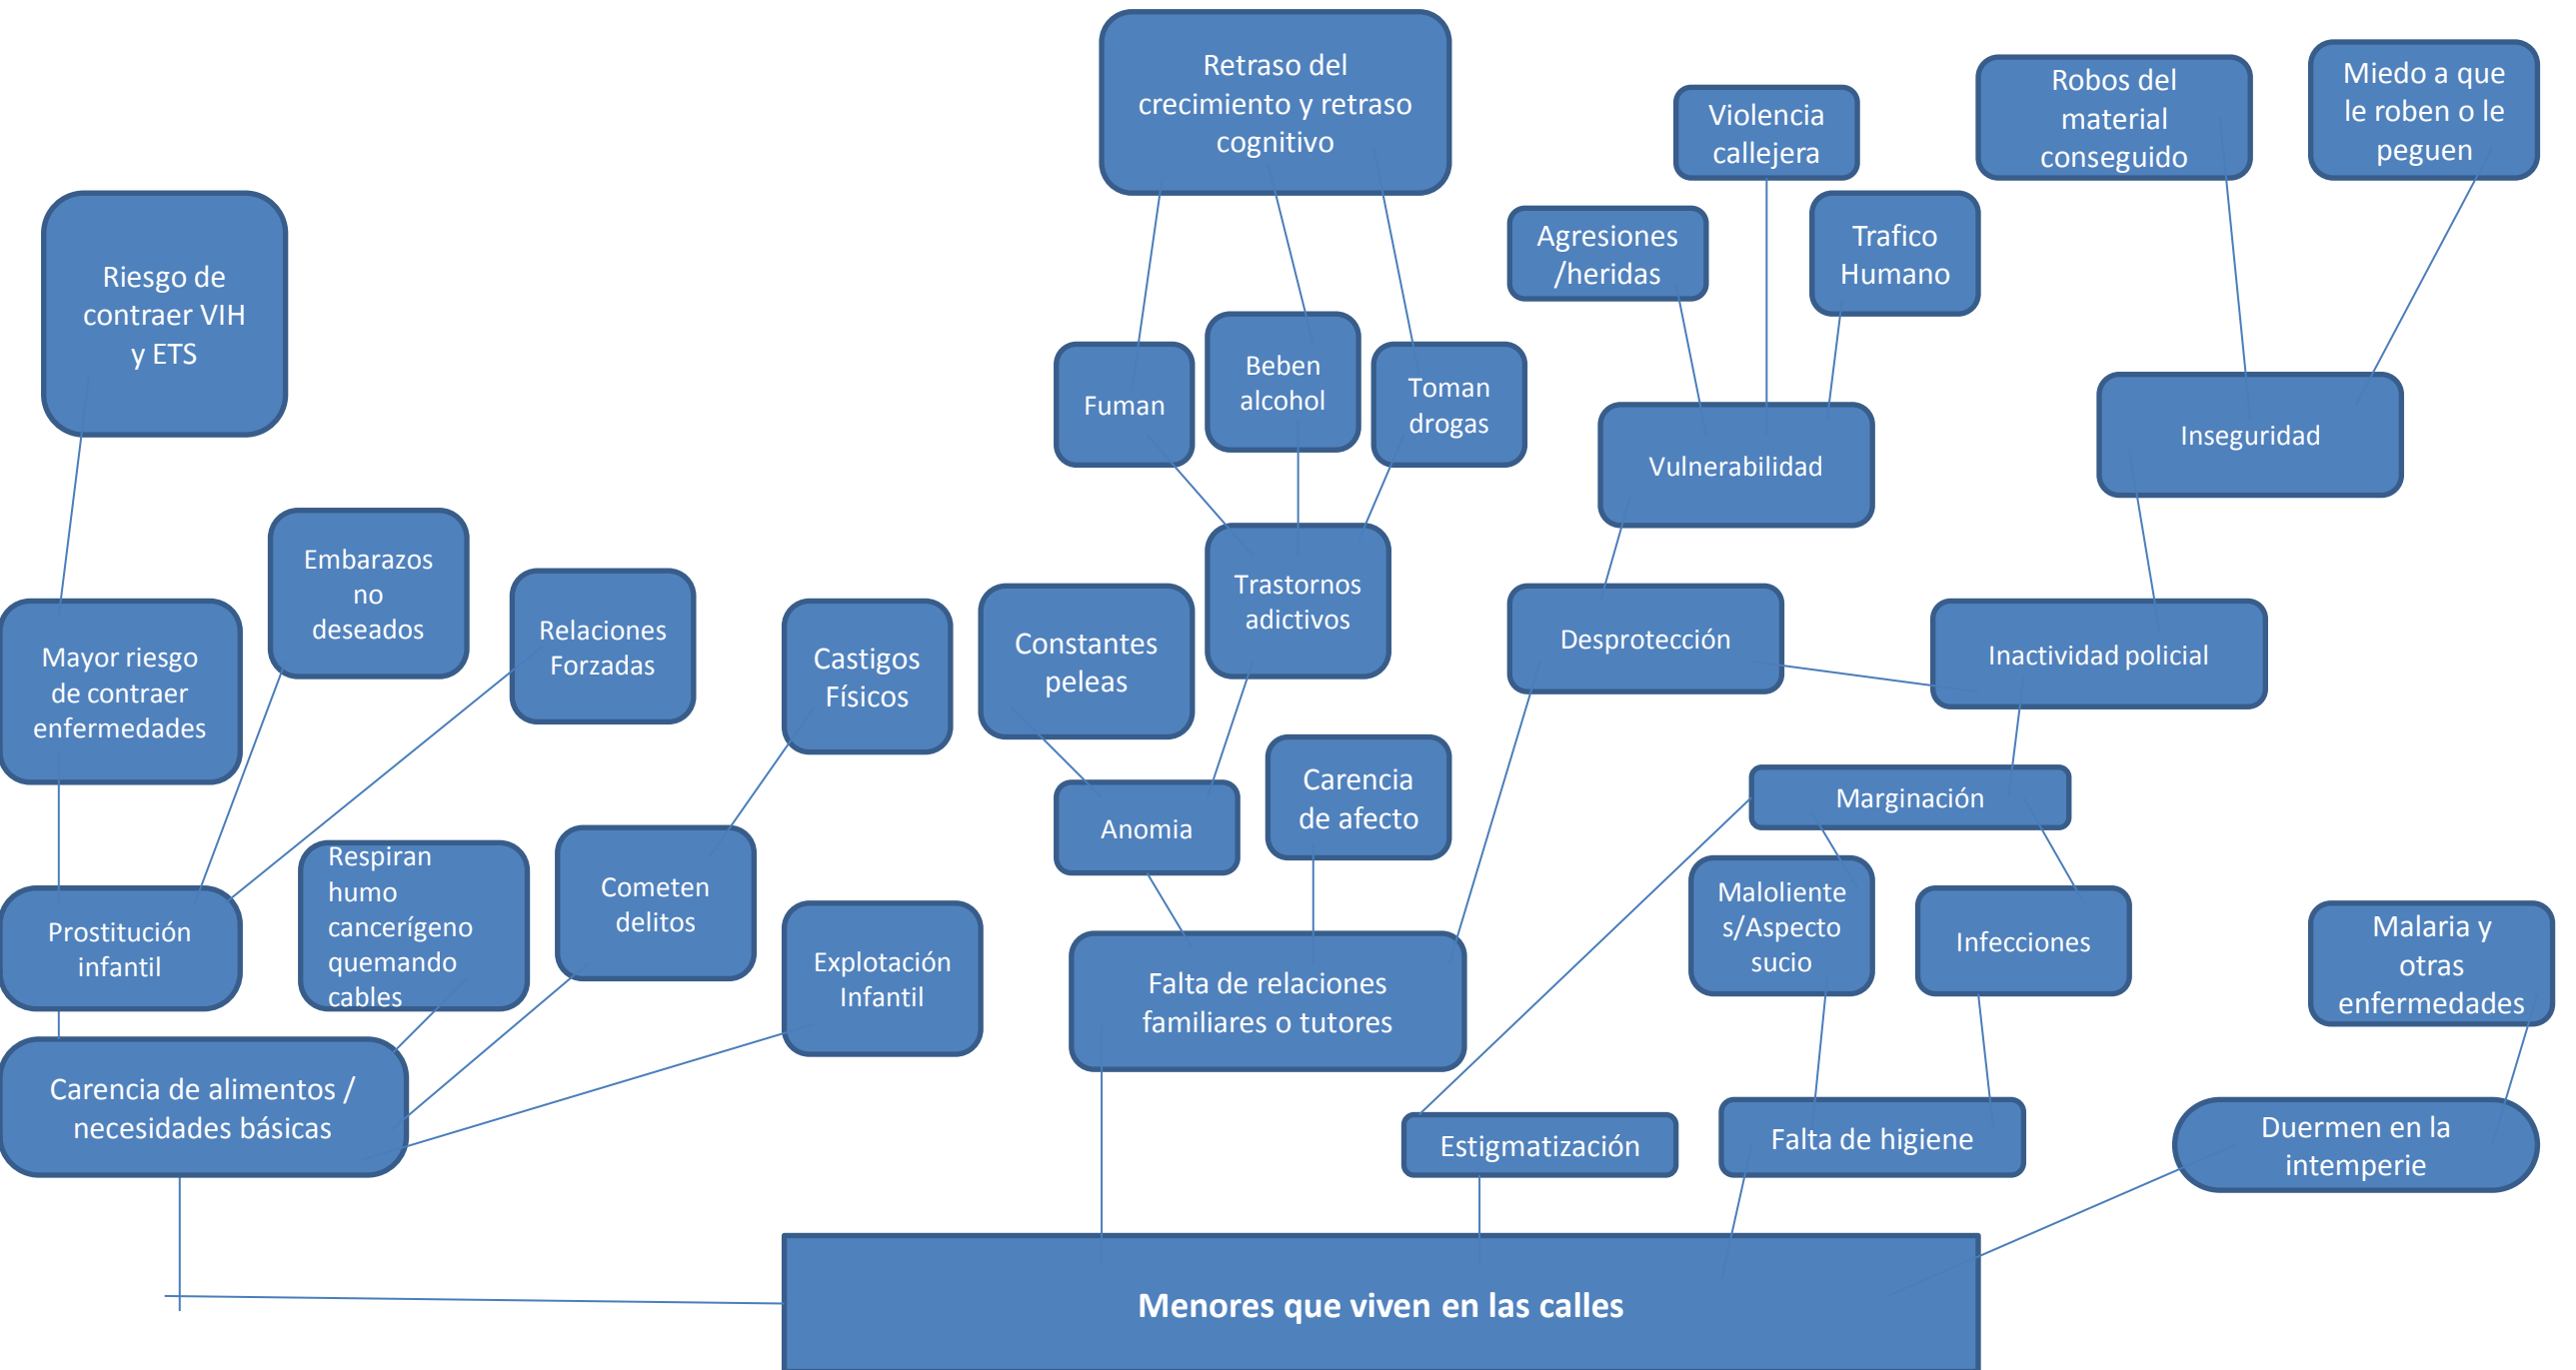 Retraso del
crecimiento y retraso
cognitivo
Violencia
callejera
Robos del
material
conseguido
Miedo a que
le roben o le
peguen
Riesgo de
contraer VIH
y ETS
Agresiones
/heridas
Trafico
Humano
Fuman
Beben
alcohol
Toman
drogas
Vulnerabilidad
Inseguridad
Embarazos
no
deseados
Relaciones
Forzadas
Mayor riesgo
de contraer
enfermedades
Castigos
Físicos
Constantes
peleas
Trastornos
adictivos
Desprotección
Inactividad policial
Anomia
Carencia
de afecto
Marginación
Prostitución
infantil
Respiran
humo
cancerígeno
quemando
cables
Cometen
delitos
Explotación
Infantil
Falta de relaciones
familiares o tutores
Maloliente
s/Aspecto
sucio
Infecciones
Malaria y
otras
enfermedades
Carencia de alimentos /
necesidades básicas
Estigmatización
Falta de higiene
Duermen en la
intemperie
Menores que viven en las calles